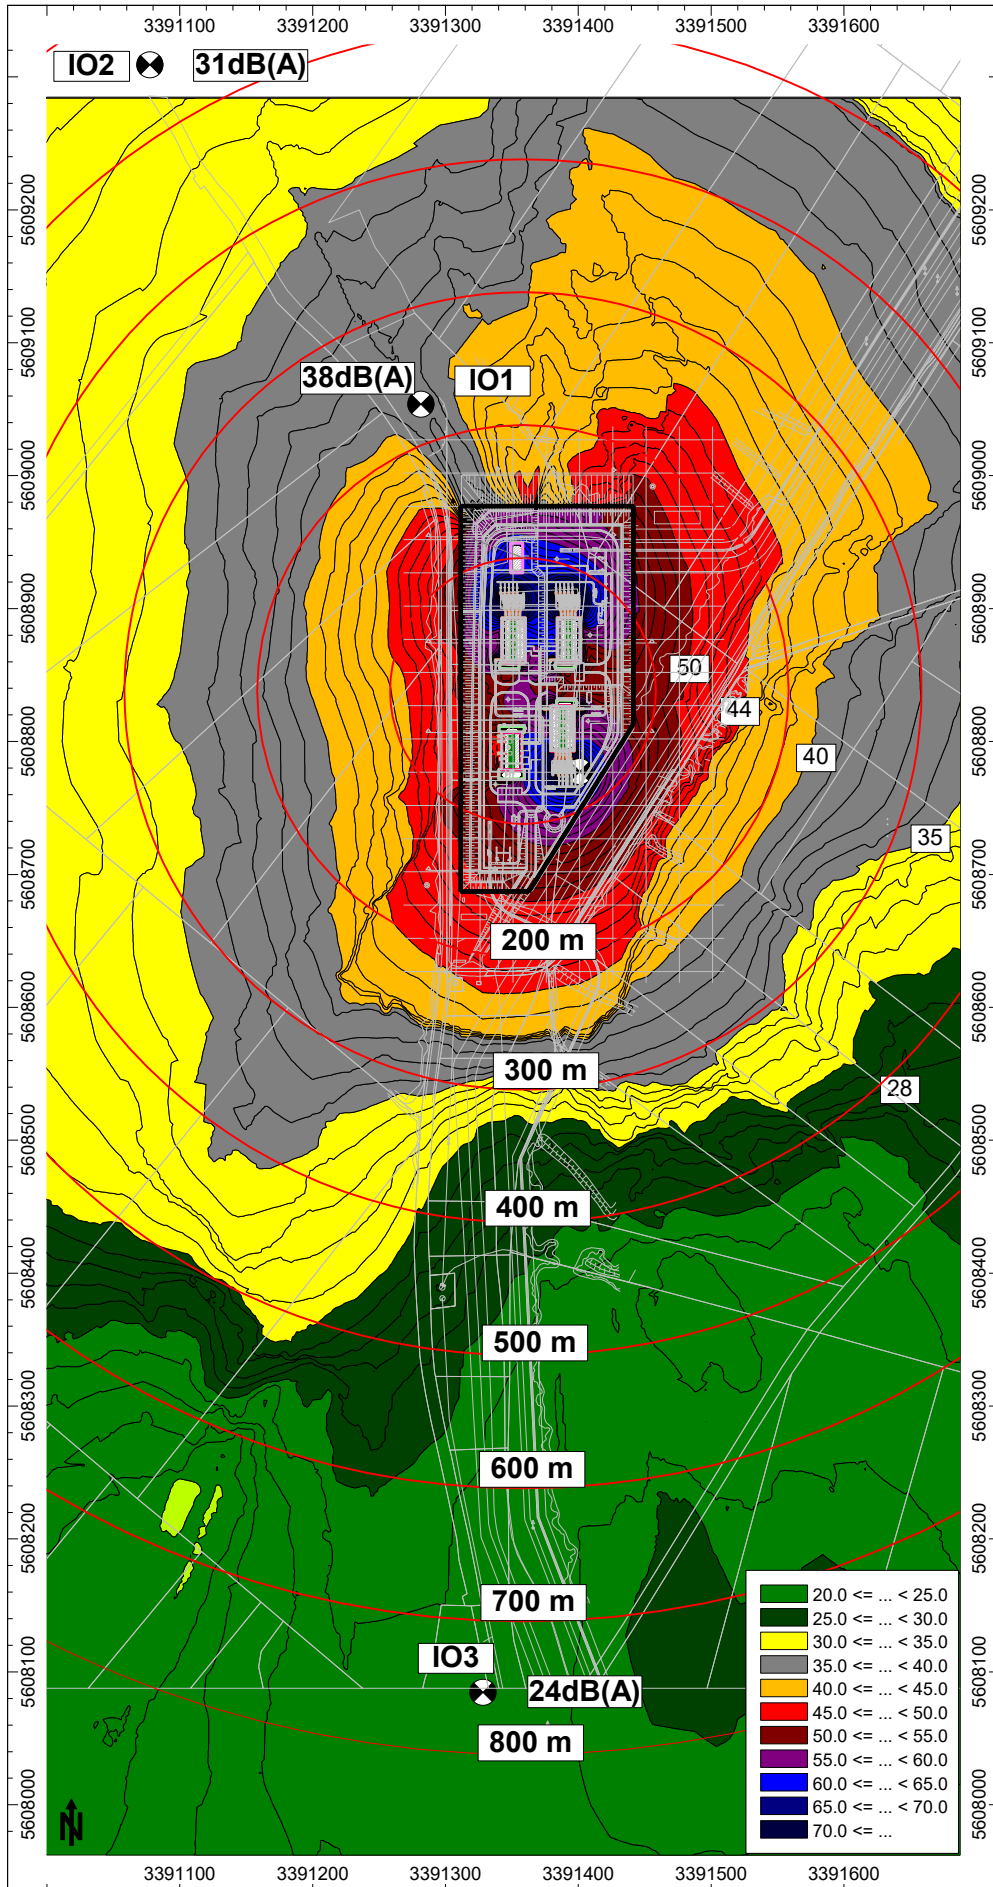 3391100 3391200 3391300 3391400 3391500 3391600
IO2 31dB(A)
5609200 5609200
5609100 5609100
38dB(A) IO1
5609000 5609000
5608900 5608900
50
44
5608800 5608800
40
35
5608700 5608700
200 m
5608600 5608600
300 m
28
5608500 5608500
400 m
5608400 5608400
500 m
5608300 5608300
600 m
5608200 5608200
700 m
5608100 5608100
IO3
24dB(A)
800 m
5608000 5608000
N
20.0 <= ... < 25.0
25.0 <= ... < 30.0
30.0 <= ... < 35.0
35.0 <= ... < 40.0
40.0 <= ... < 45.0
45.0 <= ... < 50.0
50.0 <= ... < 55.0
55.0 <= ... < 60.0
60.0 <= ... < 65.0
65.0 <= ... < 70.0
70.0 <= ...
3391100 3391200 3391300 3391400 3391500 3391600